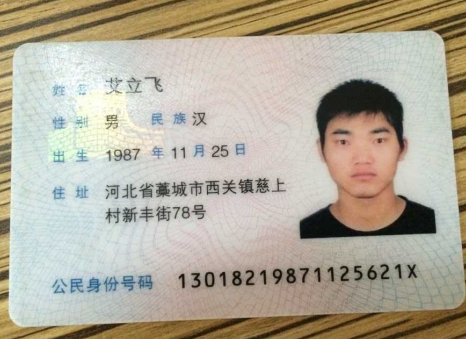 姓名 艾立飞
性别 男 民族 汉
出生 1987 年 11 月 25 日
住址 河北省藁城市西关镇慈上
村新丰街78号
公民身份号码 13018219871125621X